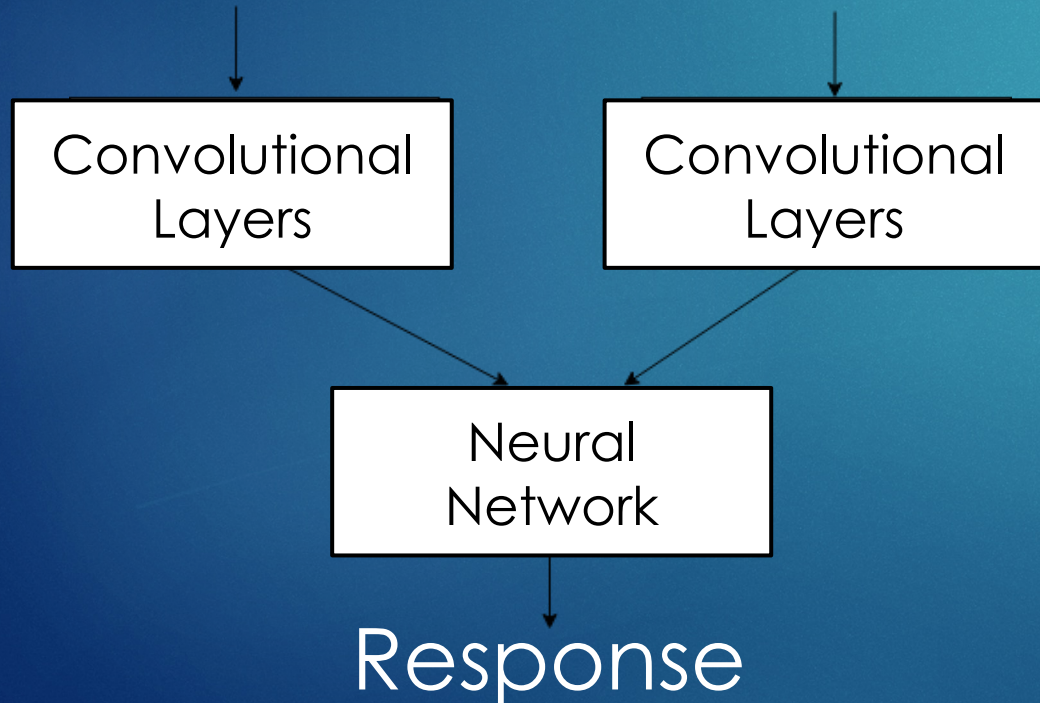 Convolutional
Layers
Convolutional
Layers
Neural
Network
Response